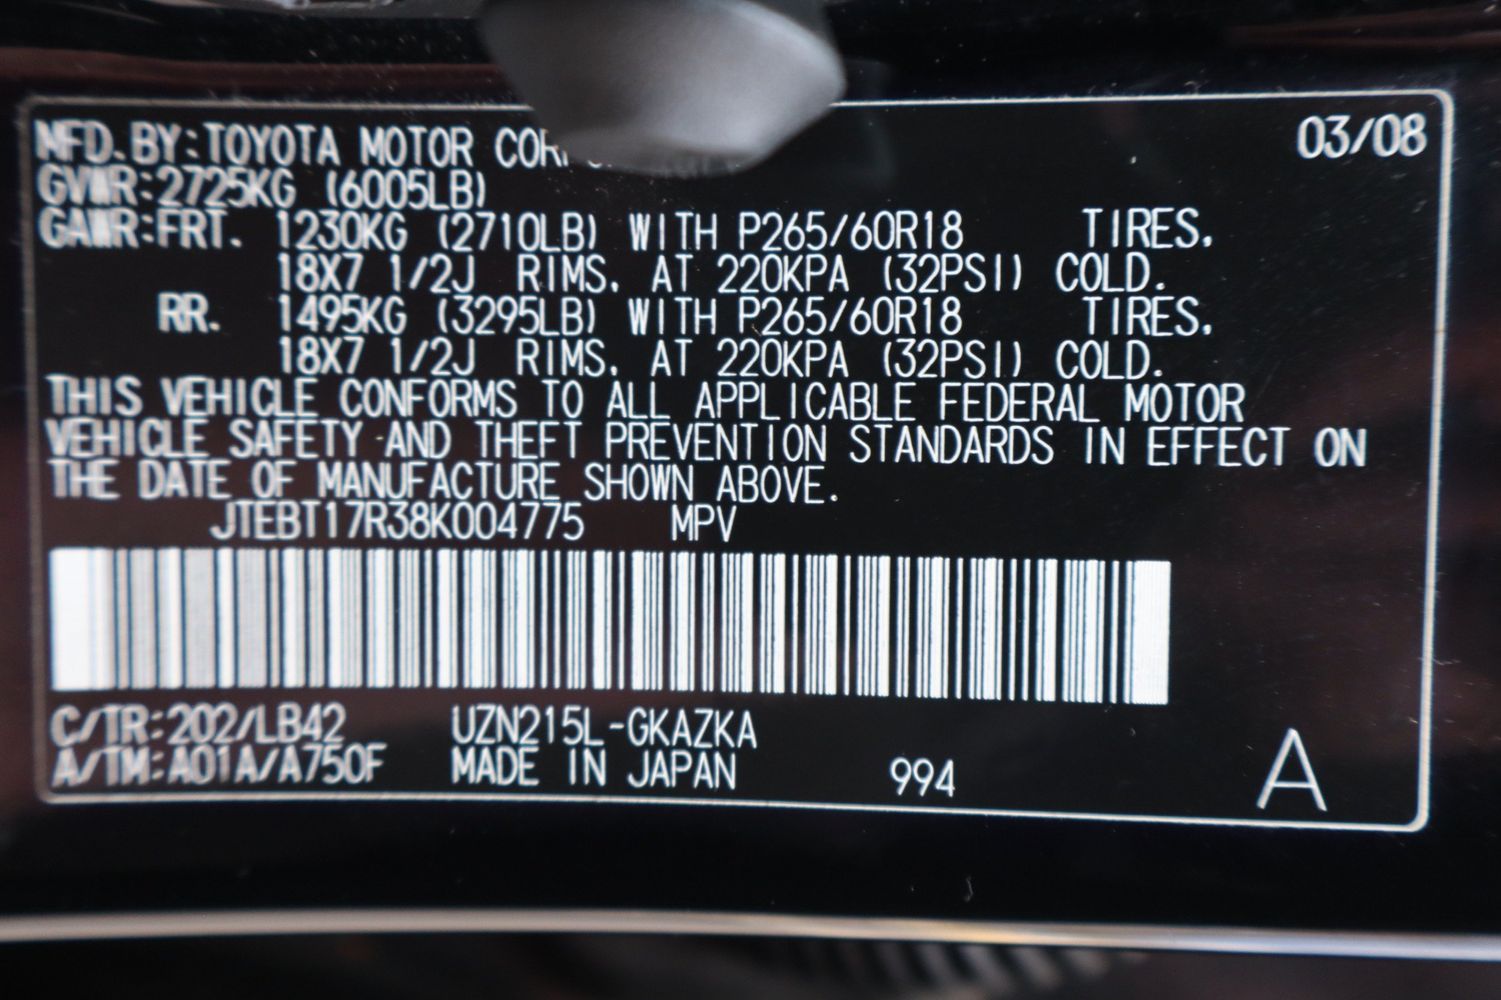 MFD. BY: TOYOTA MOTOR 03/08
GVWR: 2725KG (6005LB)
GAWR: FRT. 1230KG (2710LB) WITH P265/60R18 TIRES,
18X7 1/2J RIMS, AT 220KPA (32PSI) COLD.
RR. 1495KG (3295LB) WITH P265/60R18 TIRES,
18X7 1/2J RIMS, AT 220KPA (32PSI) COLD.
THIS VEHICLE CONFORMS TO ALL APPLICABLE FEDERAL MOTOR
VEHICLE SAFETY AND THEFT PREVENTION STANDARDS IN EFFECT ON
THE DATE OF MANUFACTURE SHOWN ABOVE.
JTEBT17R38K004775 MPV
C/TR: 202/LB42 UZN215L-GKAZKA
A/TM: A01A/A750F MADE IN JAPAN 994 A